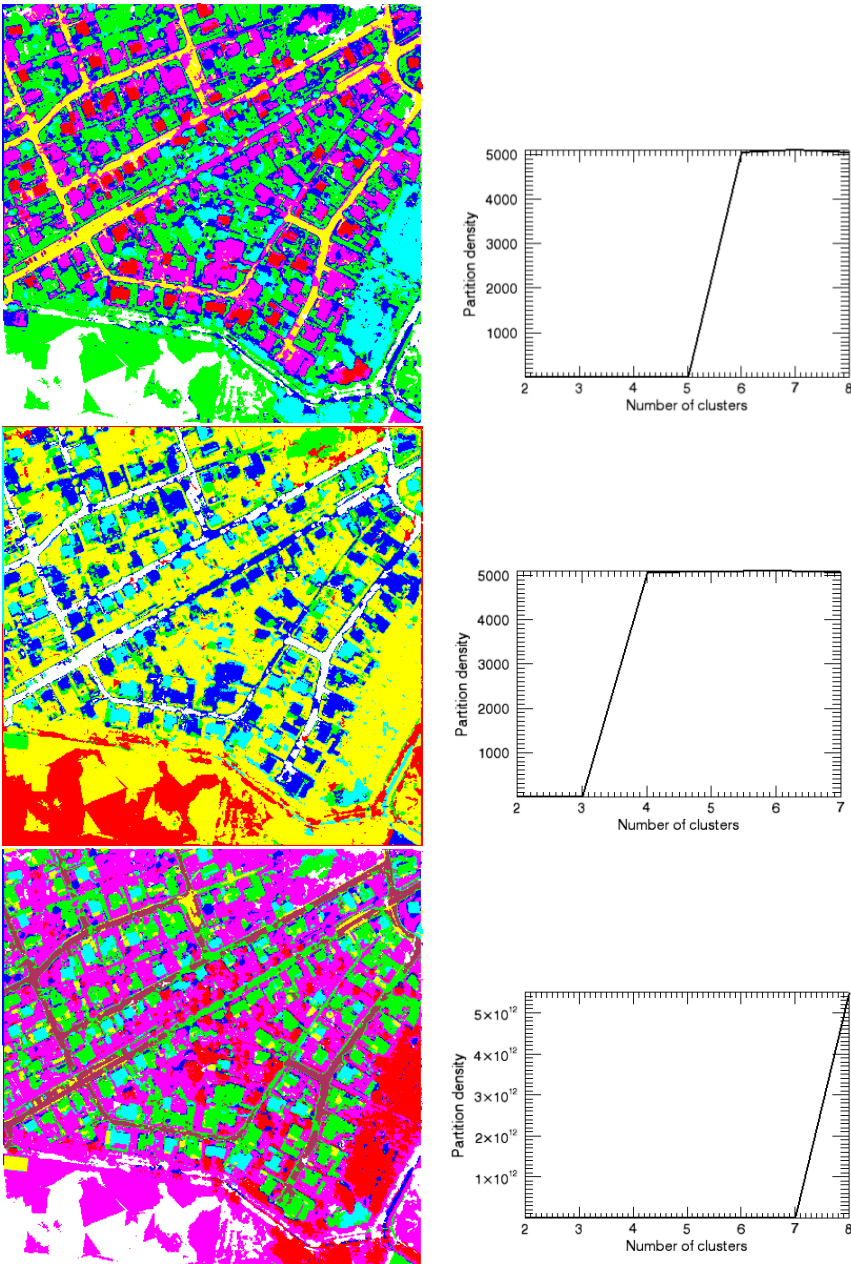 5000
4000
3000
2000
1000
Partition density
2 3 4 5 6 7 8
Number of clusters
5000
4000
3000
2000
1000
Partition density
2 3 4 5 6 7
Number of clusters
5×10¹²
4×10¹²
3×10¹²
2×10¹²
1×10¹²
Partition density
2 3 4 5 6 7 8
Number of clusters